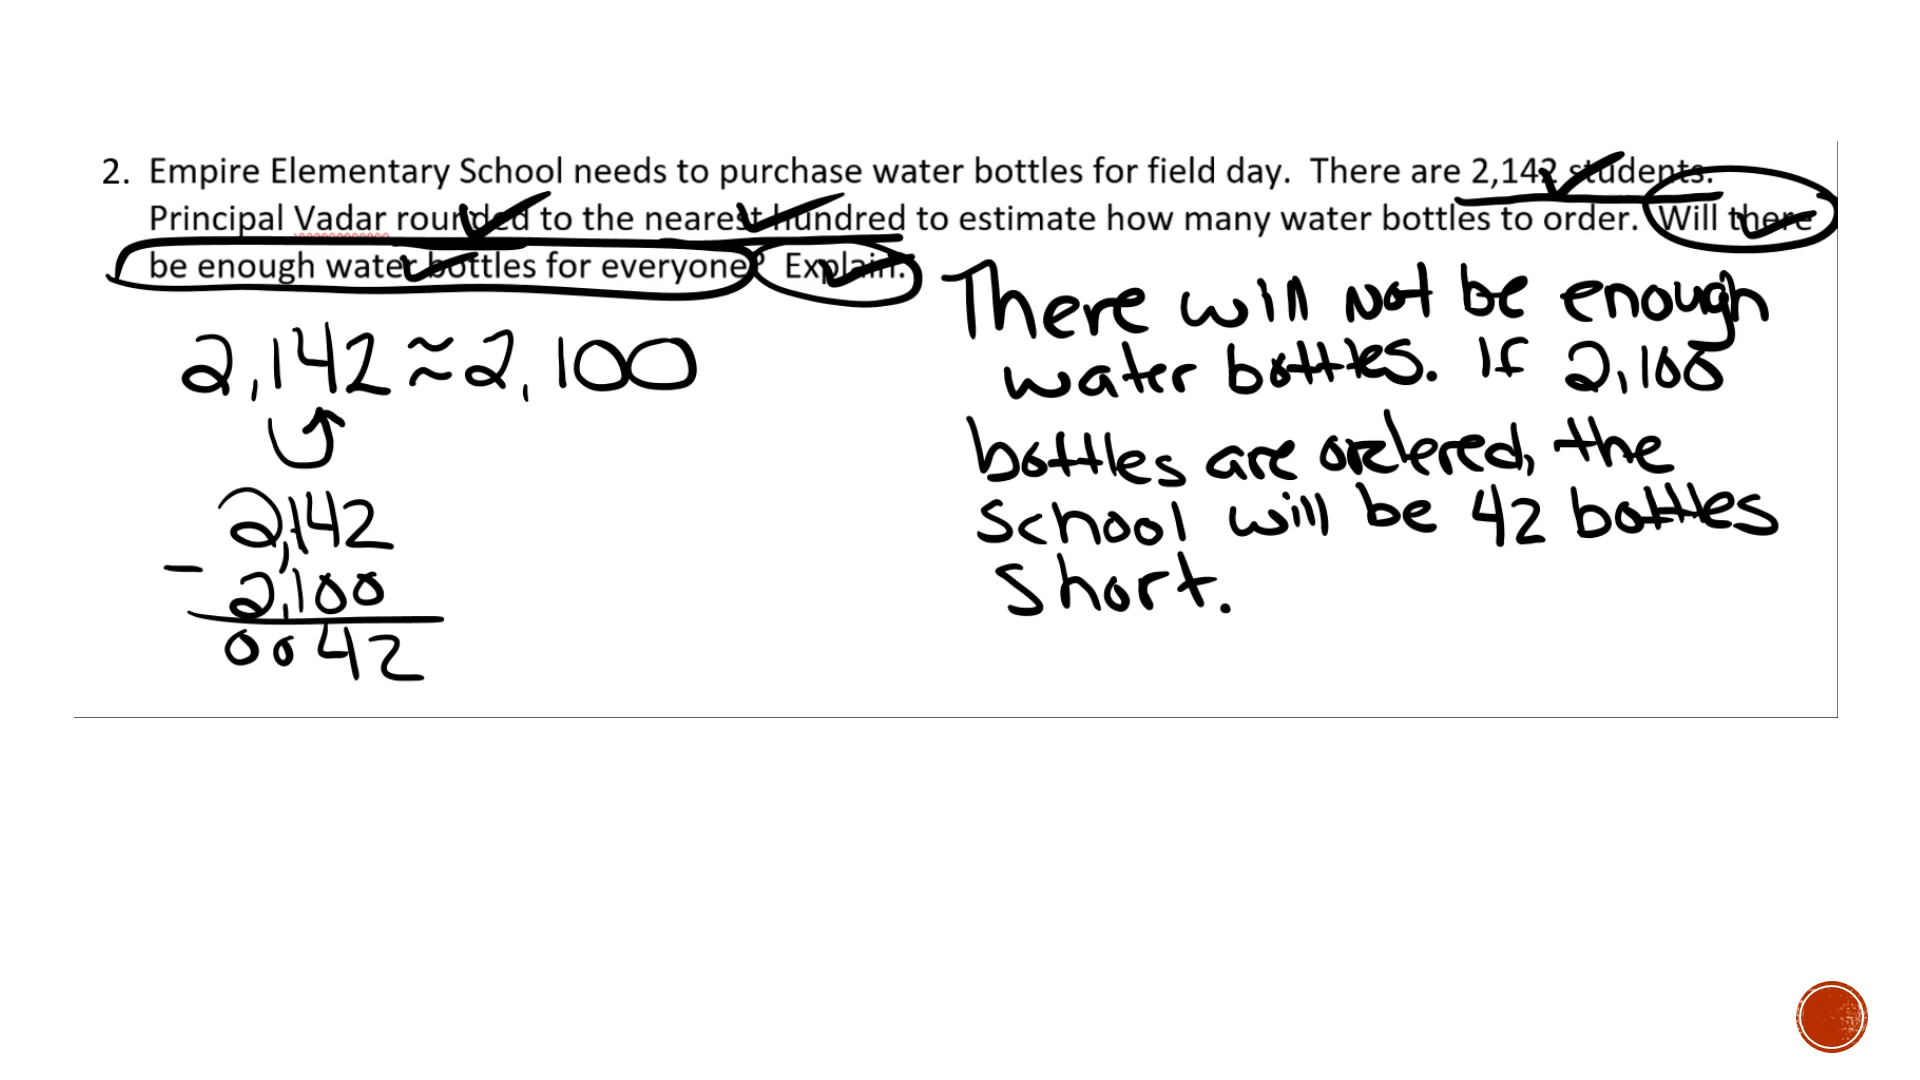 2. Empire Elementary School needs to purchase water bottles for field day. There are 2,142 students.
Principal Vadar rounded to the nearest hundred to estimate how many water bottles to order. Will there
be enough water bottles for everyone? Explain.
There will not be enough
water bottles. If 2,100
bottles are ordered, the
school will be 42 bottles
short.
2,142 ≈ 2,100
2,142
- 2,100
0042